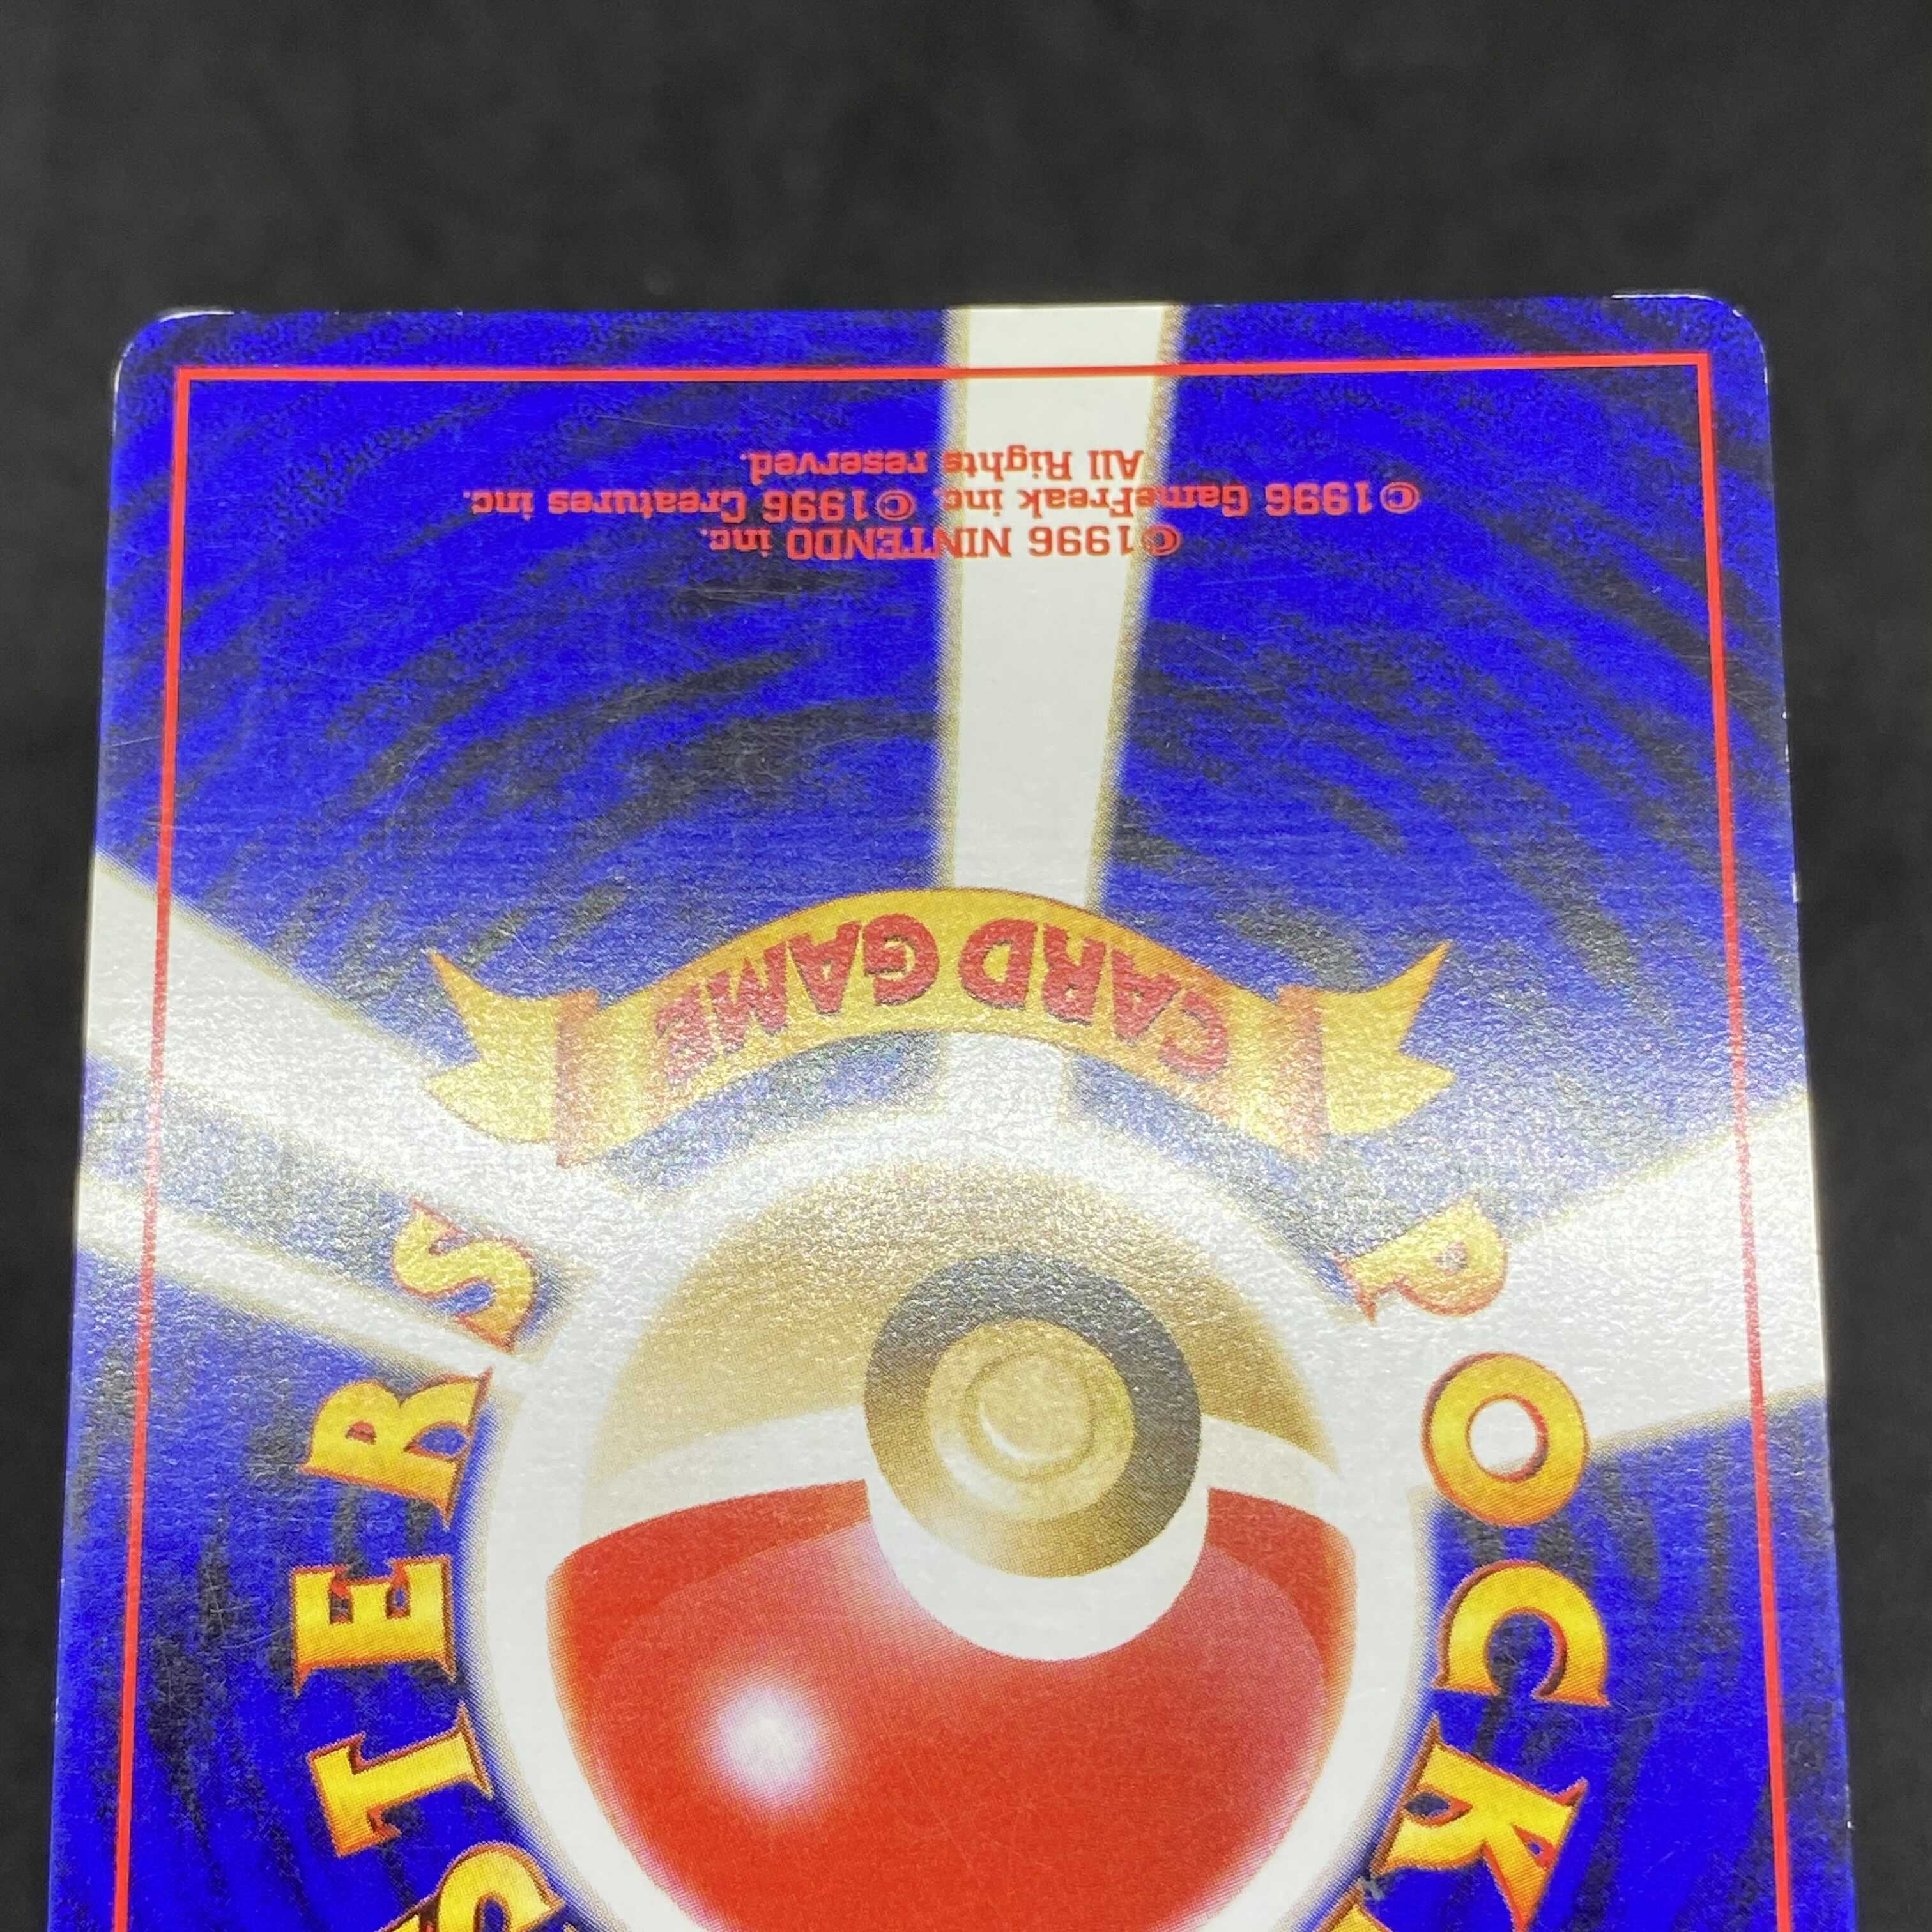 POCK
STERS
CARD GAME
©1996 NINTENDO inc.
©1996 GameFreak inc. ©1996 Creatures inc.
All Rights reserved.